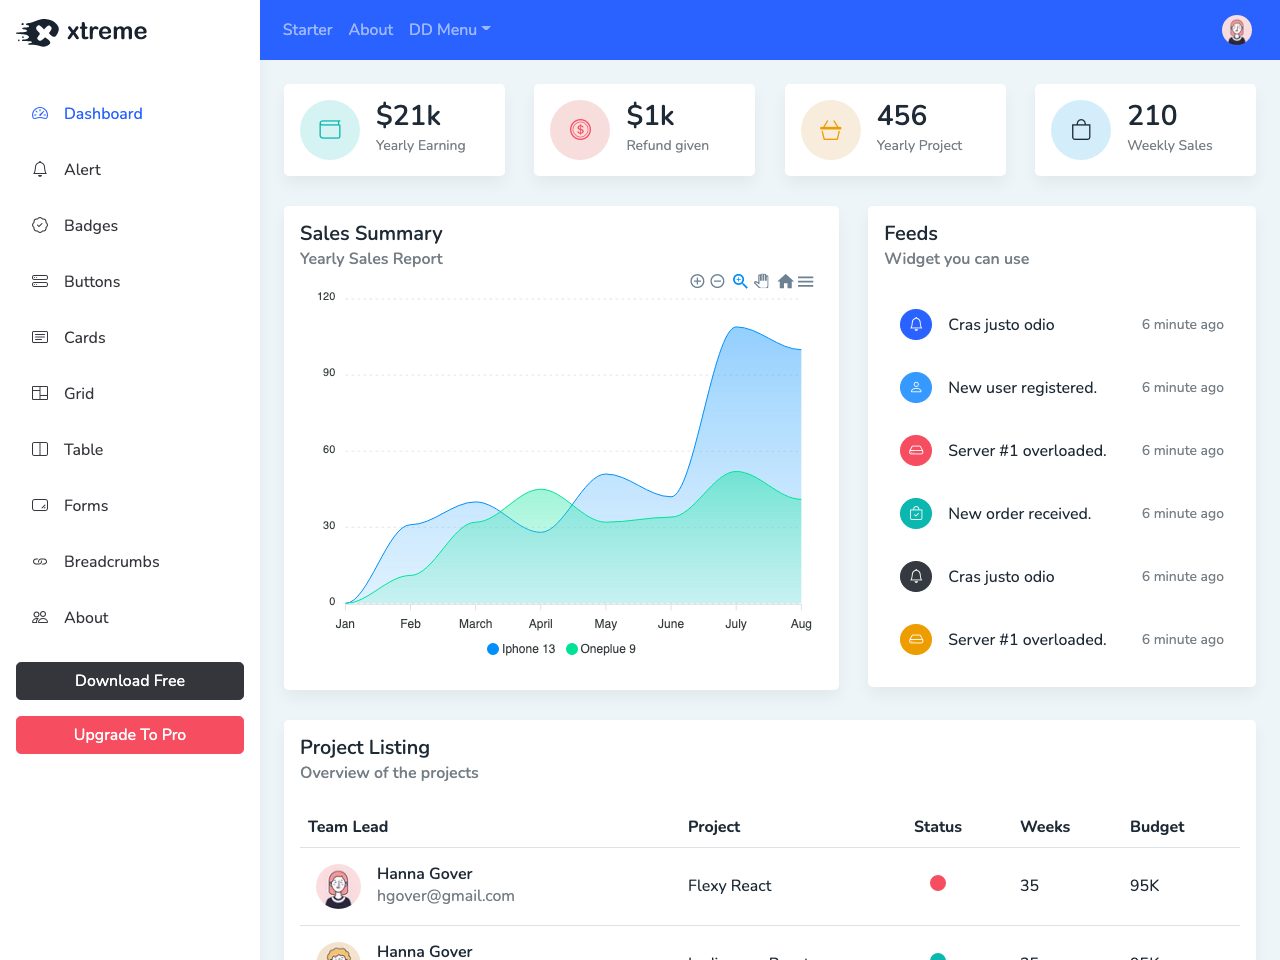 xtreme
Starter About DD Menu
Dashboard
Alert
Badges
Buttons
Cards
Grid
Table
Forms
Breadcrumbs
About
Download Free
Upgrade To Pro
$21k
Yearly Earning
$1k
Refund given
456
Yearly Project
210
Weekly Sales
Sales Summary
Yearly Sales Report
120
90
60
30
0
Jan Feb March April May June July Aug
Iphone 13 Oneplue 9
Feeds
Widget you can use
Cras justo odio 6 minute ago
New user registered. 6 minute ago
Server #1 overloaded. 6 minute ago
New order received. 6 minute ago
Cras justo odio 6 minute ago
Server #1 overloaded. 6 minute ago
Project Listing
Overview of the projects
Team Lead Project Status Weeks Budget
Hanna Gover
hgover@gmail.com
Flexy React 35 95K
Hanna Gover